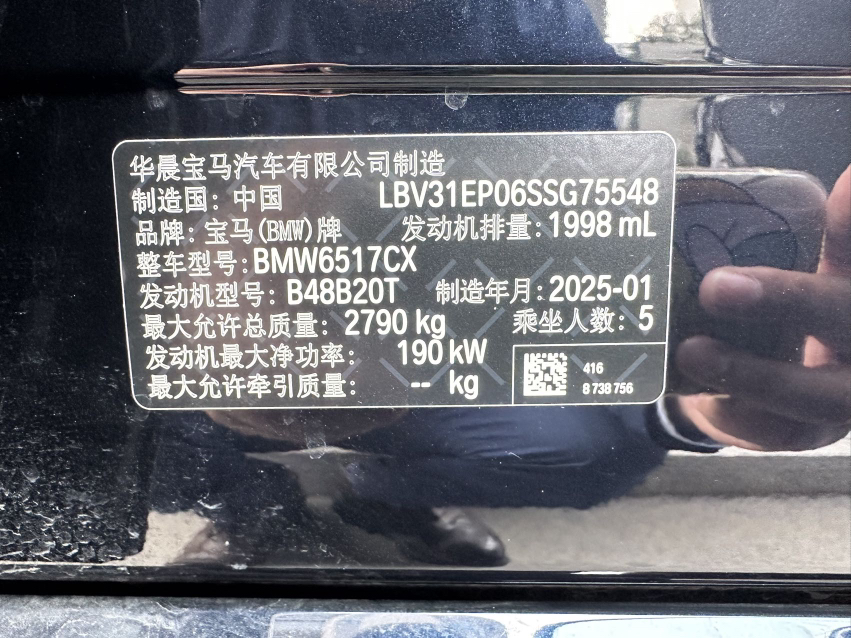 华晨宝马汽车有限公司制造
制造国：中国 LBV31EP06SSG75548
品牌：宝马(BMW)牌 发动机排量：1998 mL
整车型号：BMW6517CX
发动机型号：B48B20T 制造年月：2025-01
最大允许总质量：2790 kg 乘坐人数：5
发动机最大净功率：190 kW
最大允许牵引质量：-- kg
416
8 738 756